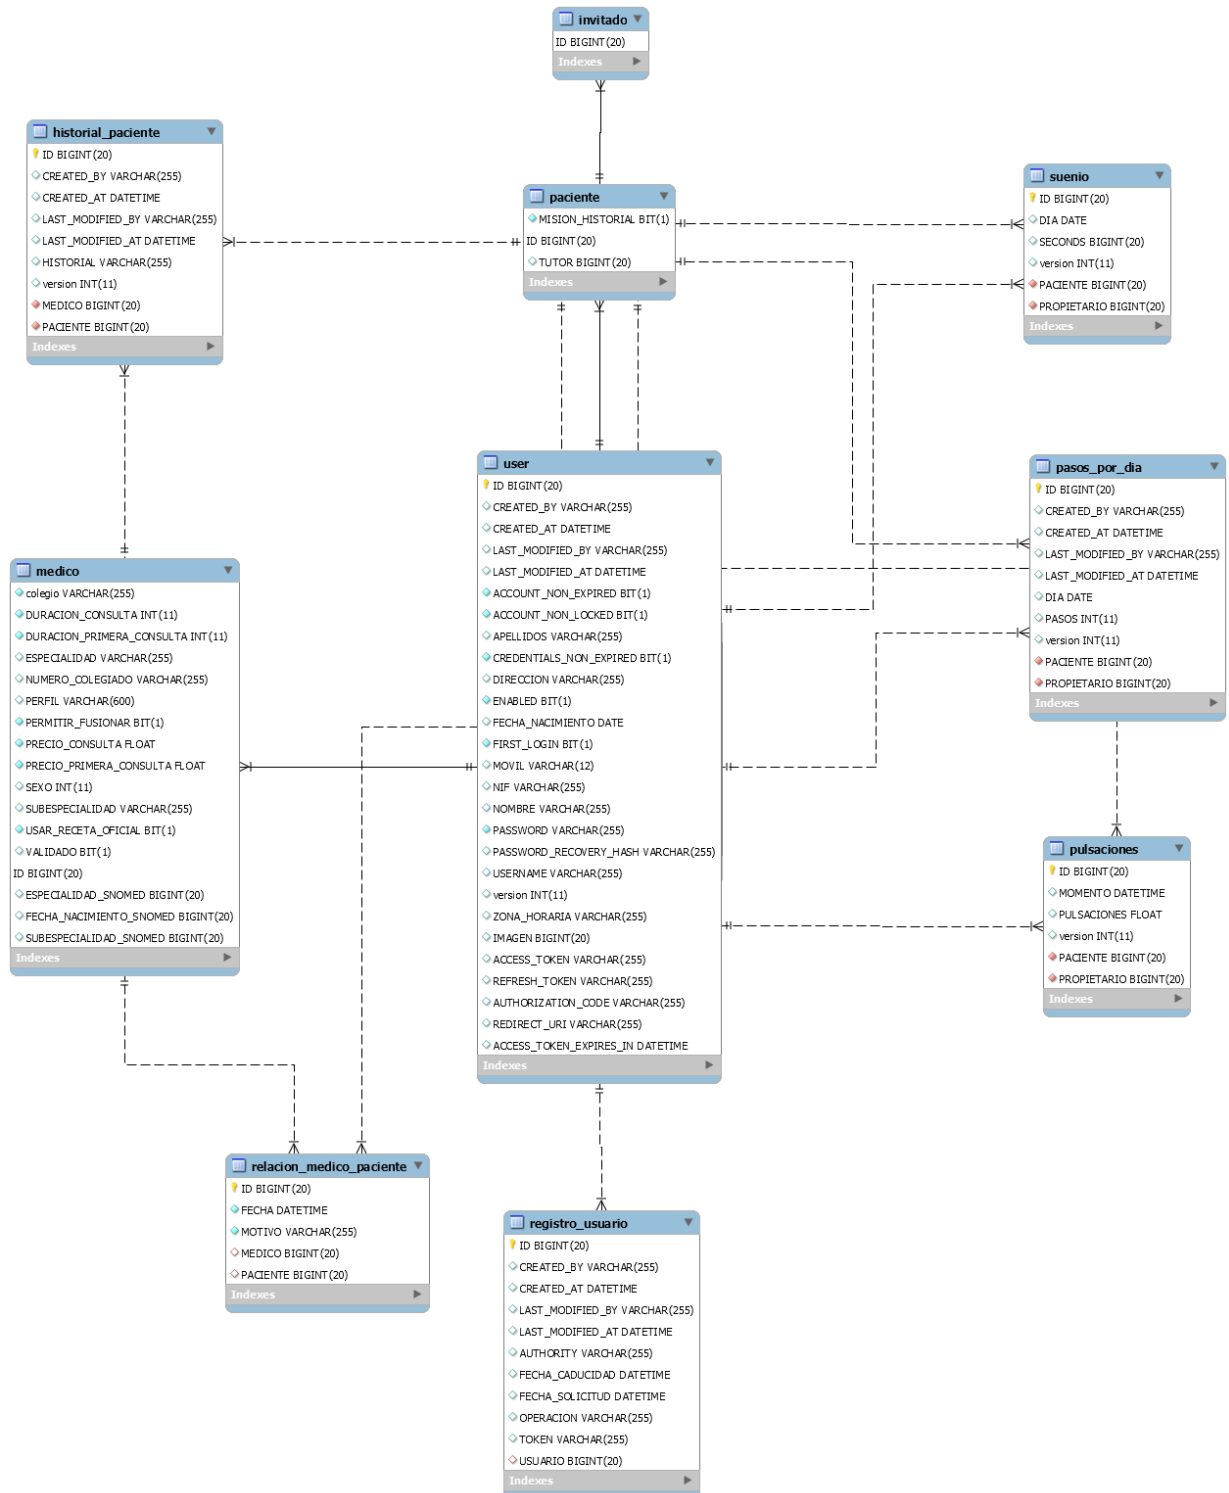 invitado
ID BIGINT(20)
Indexes
historial_paciente
ID BIGINT(20)
CREATED_BY VARCHAR(255)
CREATED_AT DATETIME
LAST_MODIFIED_BY VARCHAR(255)
LAST_MODIFIED_AT DATETIME
HISTORIAL VARCHAR(255)
version INT(11)
MEDICO BIGINT(20)
PACIENTE BIGINT(20)
Indexes
paciente
MISION_HISTORIAL BIT(1)
ID BIGINT(20)
TUTOR BIGINT(20)
Indexes
suenio
ID BIGINT(20)
DIA DATE
SECONDS BIGINT(20)
version INT(11)
PACIENTE BIGINT(20)
PROPIETARIO BIGINT(20)
Indexes
user
ID BIGINT(20)
CREATED_BY VARCHAR(255)
CREATED_AT DATETIME
LAST_MODIFIED_BY VARCHAR(255)
LAST_MODIFIED_AT DATETIME
ACCOUNT_NON_EXPIRED BIT(1)
ACCOUNT_NON_LOCKED BIT(1)
APELLIDOS VARCHAR(255)
CREDENTIALS_NON_EXPIRED BIT(1)
DIRECCION VARCHAR(255)
ENABLED BIT(1)
FECHA_NACIMIENTO DATE
FIRST_LOGIN BIT(1)
MOVIL VARCHAR(12)
NIF VARCHAR(255)
NOMBRE VARCHAR(255)
PASSWORD VARCHAR(255)
PASSWORD_RECOVERY_HASH VARCHAR(255)
USERNAME VARCHAR(255)
version INT(11)
ZONA_HORARIA VARCHAR(255)
IMAGEN BIGINT(20)
ACCESS_TOKEN VARCHAR(255)
REFRESH_TOKEN VARCHAR(255)
AUTHORIZATION_CODE VARCHAR(255)
REDIRECT_URI VARCHAR(255)
ACCESS_TOKEN_EXPIRES_IN DATETIME
Indexes
pasos_por_dia
ID BIGINT(20)
CREATED_BY VARCHAR(255)
CREATED_AT DATETIME
LAST_MODIFIED_BY VARCHAR(255)
LAST_MODIFIED_AT DATETIME
DIA DATE
PASOS INT(11)
version INT(11)
PACIENTE BIGINT(20)
PROPIETARIO BIGINT(20)
Indexes
medico
colegio VARCHAR(255)
DURACION_CONSULTA INT(11)
DURACION_PRIMERA_CONSULTA INT(11)
ESPECIALIDAD VARCHAR(255)
NUMERO_COLEGIADO VARCHAR(255)
PERFIL VARCHAR(600)
PERMITIR_FUSIONAR BIT(1)
PRECIO_CONSULTA FLOAT
PRECIO_PRIMERA_CONSULTA FLOAT
SEXO INT(11)
SUBESPECIALIDAD VARCHAR(255)
USAR_RECETA_OFICIAL BIT(1)
VALIDADO BIT(1)
ID BIGINT(20)
ESPECIALIDAD_SNOMED BIGINT(20)
FECHA_NACIMIENTO_SNOMED BIGINT(20)
SUBESPECIALIDAD_SNOMED BIGINT(20)
Indexes
pulsaciones
ID BIGINT(20)
MOMENTO DATETIME
PULSACIONES FLOAT
version INT(11)
PACIENTE BIGINT(20)
PROPIETARIO BIGINT(20)
Indexes
relacion_medico_paciente
ID BIGINT(20)
FECHA DATETIME
MOTIVO VARCHAR(255)
MEDICO BIGINT(20)
PACIENTE BIGINT(20)
Indexes
registro_usuario
ID BIGINT(20)
CREATED_BY VARCHAR(255)
CREATED_AT DATETIME
LAST_MODIFIED_BY VARCHAR(255)
LAST_MODIFIED_AT DATETIME
AUTHORITY VARCHAR(255)
FECHA_CADUCIDAD DATETIME
FECHA_SOLICITUD DATETIME
OPERACION VARCHAR(255)
TOKEN VARCHAR(255)
USUARIO BIGINT(20)
Indexes